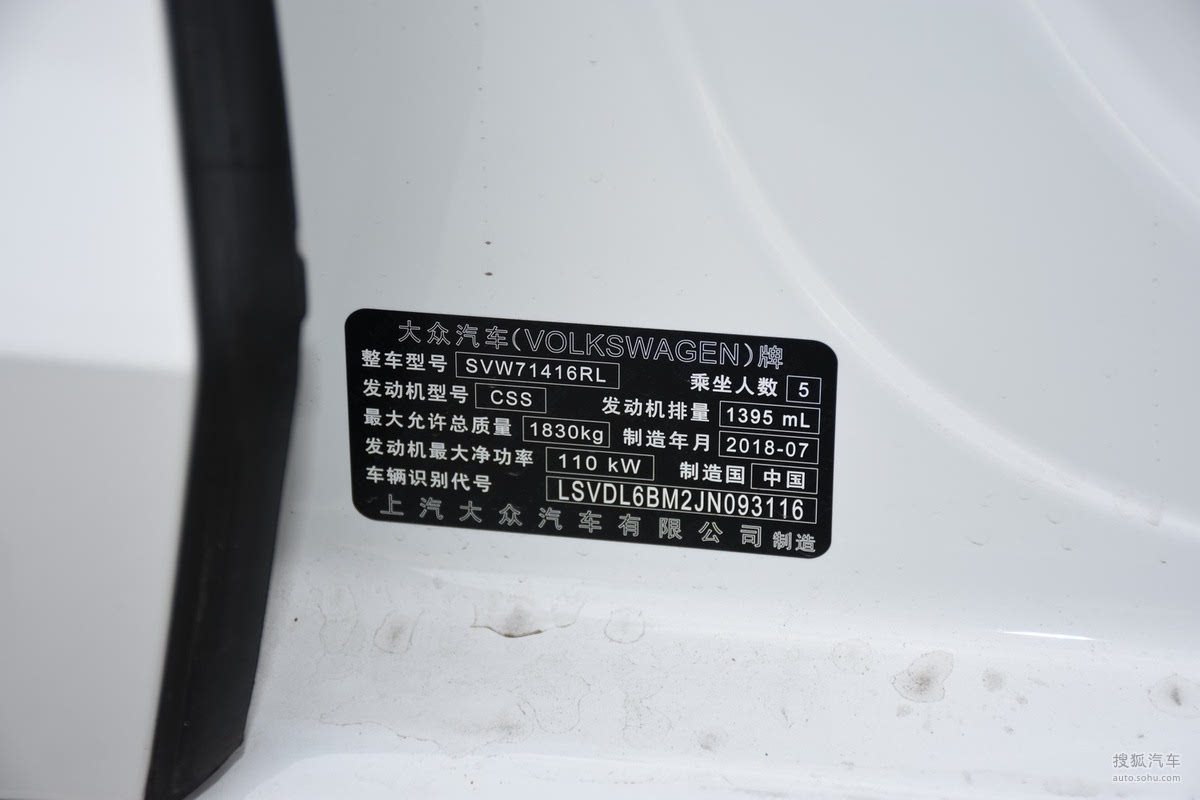 大众汽车(VOLKSWAGEN)牌
整车型号 SVW71416RL 乘坐人数 5
发动机型号 CSS 发动机排量 1395 mL
最大允许总质量 1830kg 制造年月 2018-07
发动机最大净功率 110 kW 制造国 中国
车辆识别代号 LSVDL6BM2JN093116
上汽大众汽车有限公司 制造
搜狐汽车
auto.sohu.com